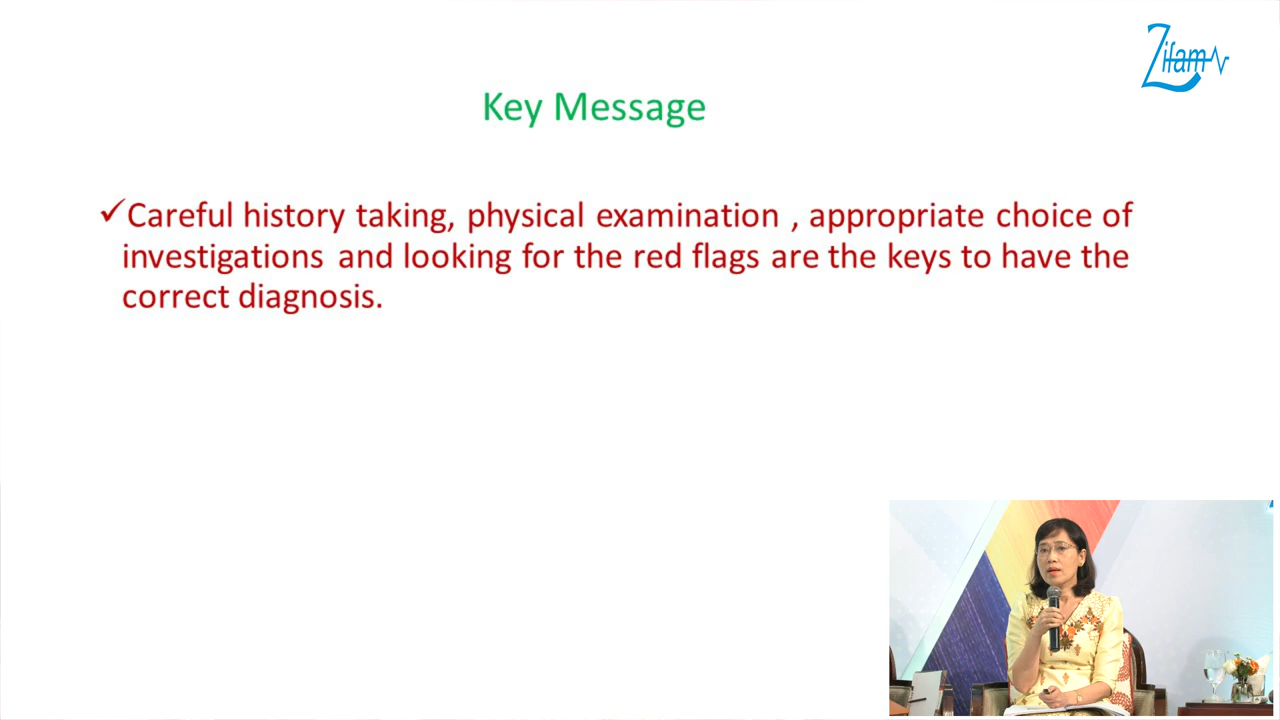 Zifam
Key Message
✓Careful history taking, physical examination , appropriate choice of
investigations and looking for the red flags are the keys to have the
correct diagnosis.